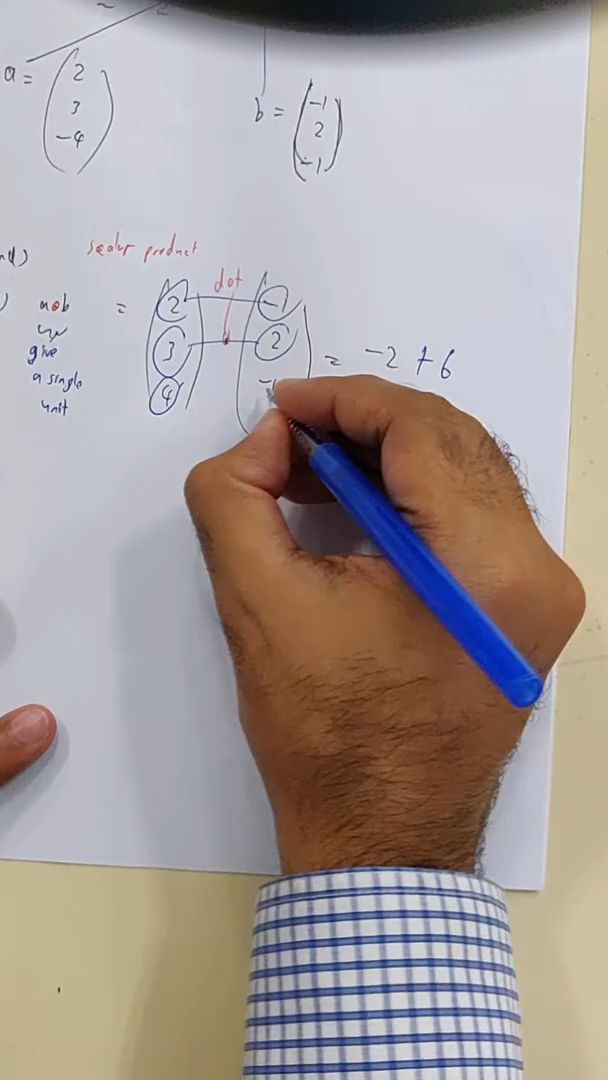 a = ( 2 3 -4 )
b = ( -1 2 -1 )
scalar product
a•b = ( 2 3 4 ) dot ( -1 2 ) = -2 + 6
give
a single
unit